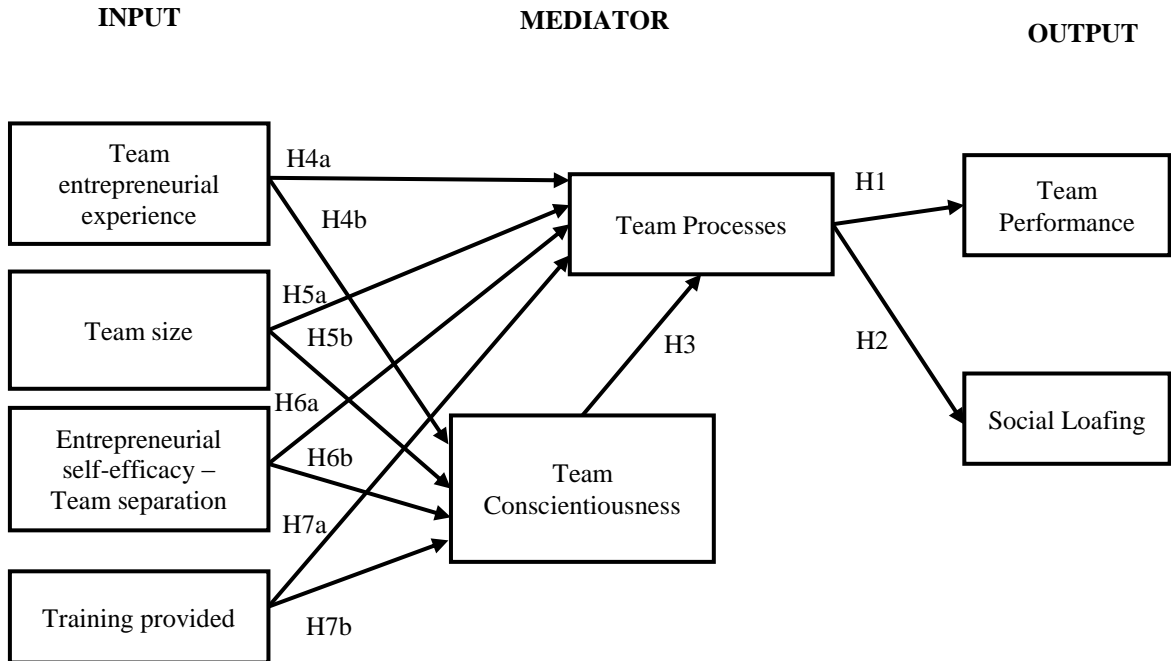 INPUT
MEDIATOR
OUTPUT
Team
entrepreneurial
experience
H4a
H4b
Team Processes
H1
Team
Performance
Team size
H5a
H5b
H3
H2
Entrepreneurial
self-efficacy –
Team separation
H6a
H6b
Team
Conscientiousness
Social Loafing
Training provided
H7a
H7b